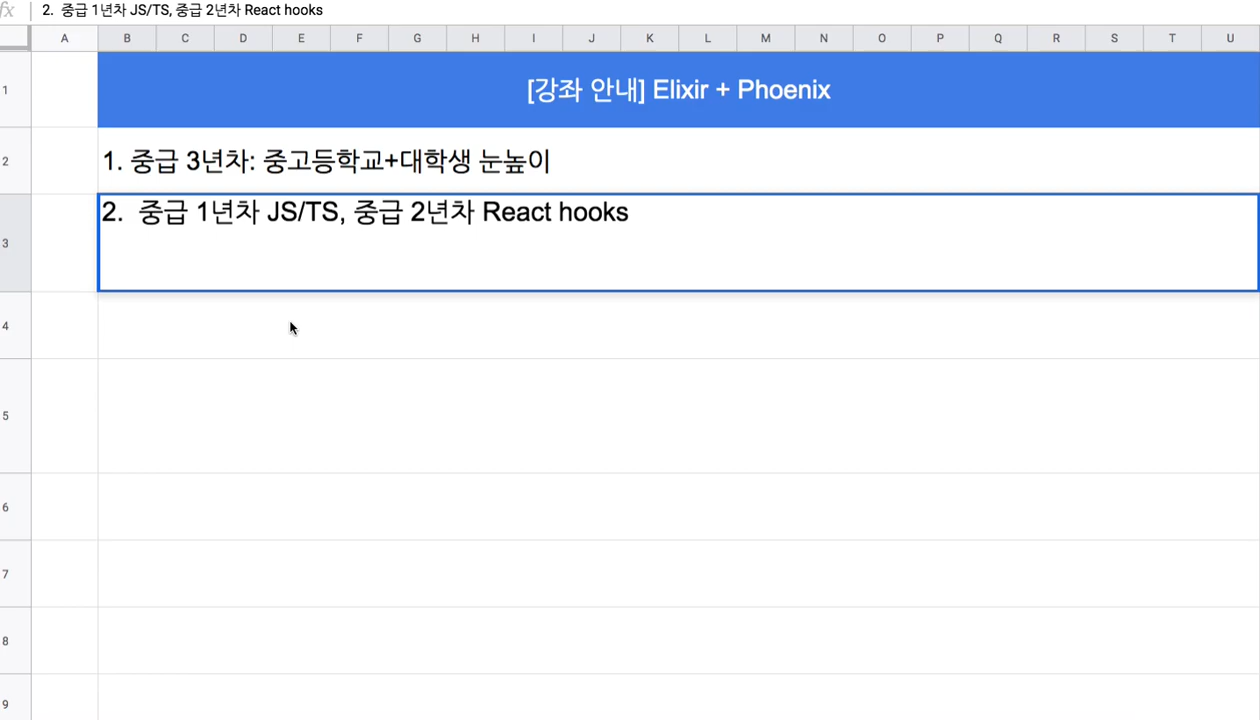 fx 2. 중급 1년차 JS/TS, 중급 2년차 React hooks
A B C D E F G H I J K L M N O P Q R S T U
1 [강좌 안내] Elixir + Phoenix
2 1. 중급 3년차: 중고등학교+대학생 눈높이
3 2. 중급 1년차 JS/TS, 중급 2년차 React hooks
4
5
6
7
8
9